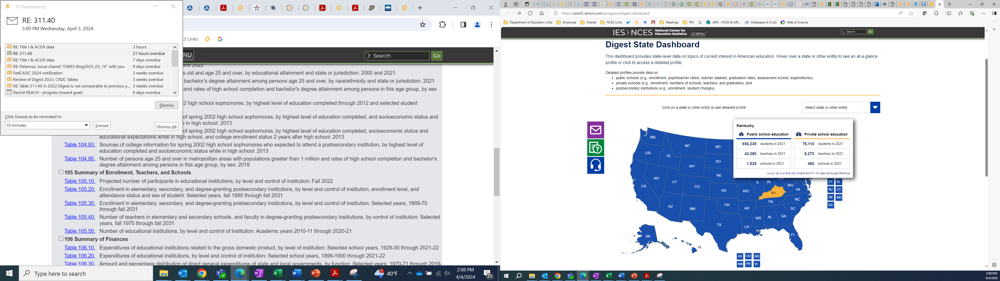 19 Reminder(s)
RE: 311.40
5:00 PM Wednesday, April 3, 2024
RE: Title I & ACGR data 3 hours
RE: 311.40 21 hours overdue
RE: Title I & ACGR data 7 days overdue
RE: Delarosa, Josue shared "OWES Blog2024_03_14" with you 9 days overdue
FedCASIC 2024 notification 3 weeks overdue
Review of Digest 2023, CRDC Tables 5 weeks overdue
RE: Table 311.40 in 2022 Digest is not comparable to previous y... 3 weeks overdue
Revisit REACH - progress toward goals 6 days overdue
Dismiss
Click Snooze to be reminded in:
10 minutes Snooze Dismiss All
ES Links
NU Search Go
and 2022
s old and age 25 and over, by educational attainment and state or jurisdiction: 2000 and 2021
bachelor's degree attainment among persons age 25 and over, by race/ethnicity and state or jurisdiction: 2021
and rates of high school completion and bachelor's degree attainment among persons in this age group, by sex
2 high school sophomores, by highest level of education completed through 2012 and selected student
of spring 2002 high school sophomores, by highest level of education completed, and socioeconomic status and
e in high school: 2013
of spring 2002 high school sophomores, by highest level of education completed, socioeconomic status and
educational expectations while in high school, and college enrollment status 2 years after high school: 2013
Table 104.93. Sources of college information for spring 2002 high school sophomores who expected to attend a postsecondary institution, by highest level of
education completed and socioeconomic status while in high school: 2013
Table 104.95. Number of persons age 25 and over in metropolitan areas with populations greater than 1 million and rates of high school completion and bachelor's
degree attainment among persons in this age group, by sex: 2019
105 Summary of Enrollment, Teachers, and Schools
Table 105.10. Projected number of participants in educational institutions, by level and control of institution: Fall 2022
Table 105.20. Enrollment in elementary, secondary, and degree-granting postsecondary institutions, by level and control of institution, enrollment level, and
attendance status and sex of student: Selected years, fall 1990 through fall 2031
Table 105.30. Enrollment in elementary, secondary, and degree-granting postsecondary institutions, by level and control of institution: Selected years, 1869-70
through fall 2031
Table 105.40. Number of teachers in elementary and secondary schools, and faculty in degree-granting postsecondary institutions, by control of institution: Selected
years, fall 1970 through fall 2031
Table 105.50. Number of educational institutions, by level and control of institution: Academic years 2010-11 through 2020-21
106 Summary of Finances
Table 106.10. Expenditures of educational institutions related to the gross domestic product, by level of institution: Selected school years, 1929-30 through 2021-22
Table 106.20. Expenditures of educational institutions, by level and control of institution: Selected school years, 1899-1900 through 2021-22
Table 106.30. Amount and percentage distribution of direct general expenditures of state and local governments, by function: Selected years, 1970-71 through 2019-
Type here to search
1
40°F
2:08 PM
4/4/2024
25
https://pilot3.vertivis.com/programs/digest-dashboard
Department of Education Links Employee Shared NCES Links Readings PM ARIS - NCES & AIR... Databases A-Z List Web of Science
IES NCES National Center for
Education Statistics
MENU
Search Go
Digest State Dashboard
This dashboard provides state-level data on topics of current interest in American education. Hover over a state or other entity to see an at-a-glance
profile or click to access a detailed profile.
Detailed profiles provide data on
• public schools (e.g., enrollment, pupil/teacher ratios, teacher salaries, graduation rates, assessment scores, expenditures);
• private schools (e.g., enrollment, numbers of schools, teachers, and graduates); and
• postsecondary institutions (e.g., enrollment, student charges).
Click on a state or other entity to see detailed profile
Select state or other entity
Kentucky
Public school education Private school education
654,239 students in 2021 76,110 students in 2021
43,380 teachers in 2021 6,270 teachers in 2021
1,535 schools in 2021 480 schools in 2021
CLICK ON A STATE OR OTHER ENTITY TO SEE DETAILED PROFILE
WA
MT
ND
OR
ID
SD
WY
NE
NV
UT
CO
CA
KS
MO
IL
IN
OH
WV
VA
KY
AZ
NM
OK
AR
TN
NC
SC
MS
AL
GA
TX
LA
FL
AK
HI
VT RI
NJ CT
DE MD
DC
AS GU BIE
NM PR VI
2:08 PM
4/4/2024